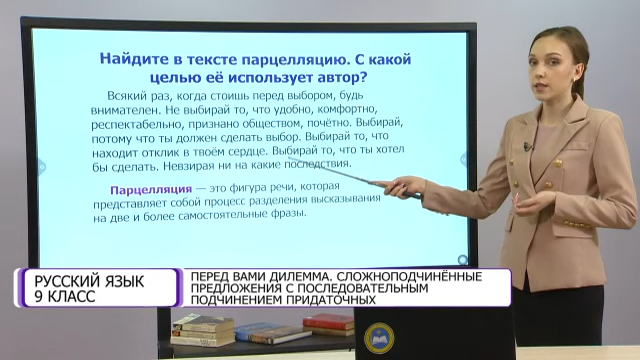 Найдите в тексте парцелляцию. С какой
целью её использует автор?
Всякий раз, когда стоишь перед выбором, будь
внимателен. Не выбирай то, что удобно, комфортно,
респектабельно, признано обществом, почётно. Выбирай,
потому что ты должен сделать выбор. Выбирай то, что
находит отклик в твоём сердце. Выбирай то, что ты хотел
бы сделать. Невзирая ни на какие последствия.
Парцелляция — это фигура речи, которая
представляет собой процесс разделения высказывания
на две и более самостоятельные фразы.
РУССКИЙ ЯЗЫК
9 КЛАСС
ПЕРЕД ВАМИ ДИЛЕММА. СЛОЖНОПОДЧИНЁННЫЕ
ПРЕДЛОЖЕНИЯ С ПОСЛЕДОВАТЕЛЬНЫМ
ПОДЧИНЕНИЕМ ПРИДАТОЧНЫХ